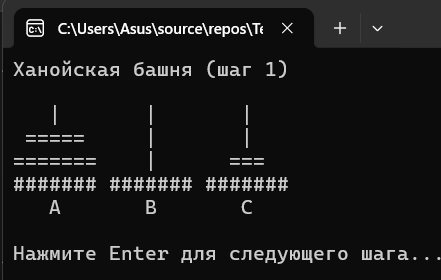 C:\Users\Asus\source\repos\Te
Ханойская башня (шаг 1)
   |       |       |
 =====     |       |
=======    |      ===
####### ####### #######
   A       B       C
Нажмите Enter для следующего шага...